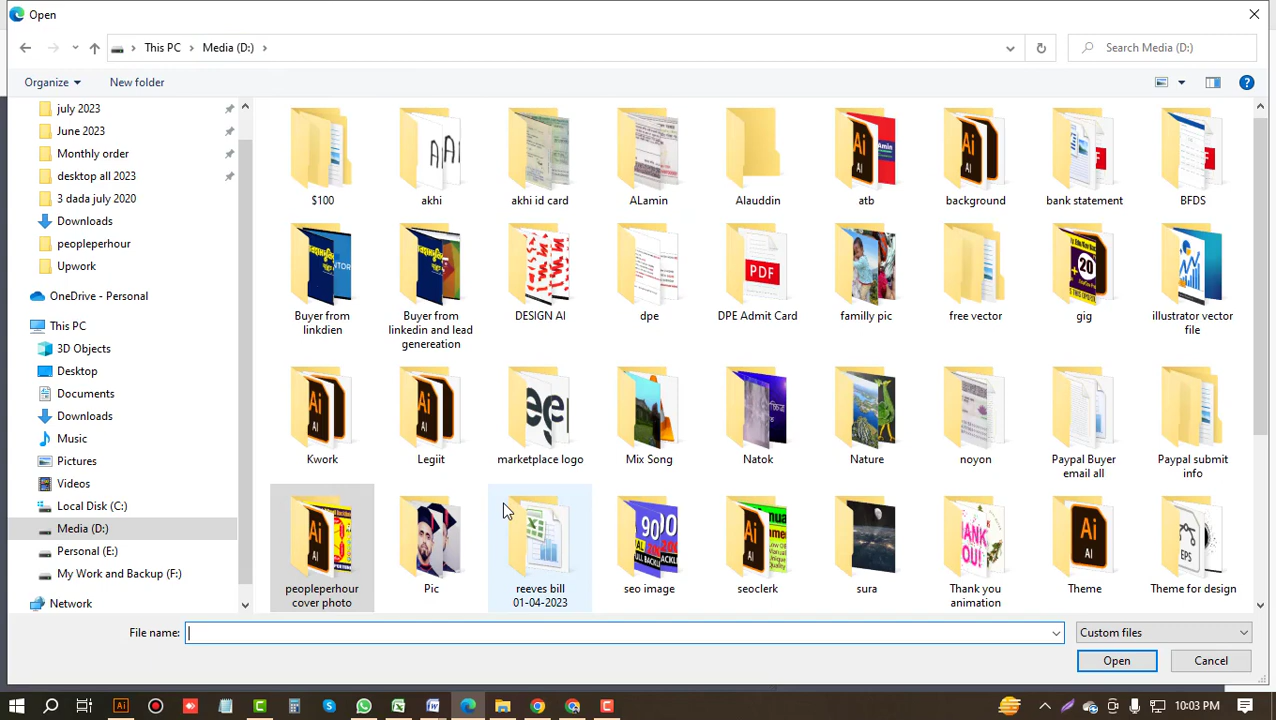 Open
This PC
Media (D:)
Search Media (D:)
Organize
New folder
july 2023
June 2023
Monthly order
desktop all 2023
3 dada july 2020
Downloads
peopleperhour
Upwork
OneDrive - Personal
This PC
3D Objects
Desktop
Documents
Downloads
Music
Pictures
Videos
Local Disk (C:)
Media (D:)
Personal (E:)
My Work and Backup (F:)
Network
$100
akhi
akhi id card
ALamin
Alauddin
atb
background
bank statement
BFDS
Buyer from
linkdien
Buyer from
linkedin and lead
genereation
DESIGN AI
dpe
DPE Admit Card
familly pic
free vector
gig
illustrator vector
file
Kwork
Legiit
marketplace logo
Mix Song
Natok
Nature
noyon
Paypal Buyer
email all
Paypal submit
info
peopleperhour
cover photo
Pic
reeves bill
01-04-2023
seo image
seoclerk
sura
Thank you
animation
Theme
Theme for design
File name:
Custom files
Open
Cancel
10:03 PM